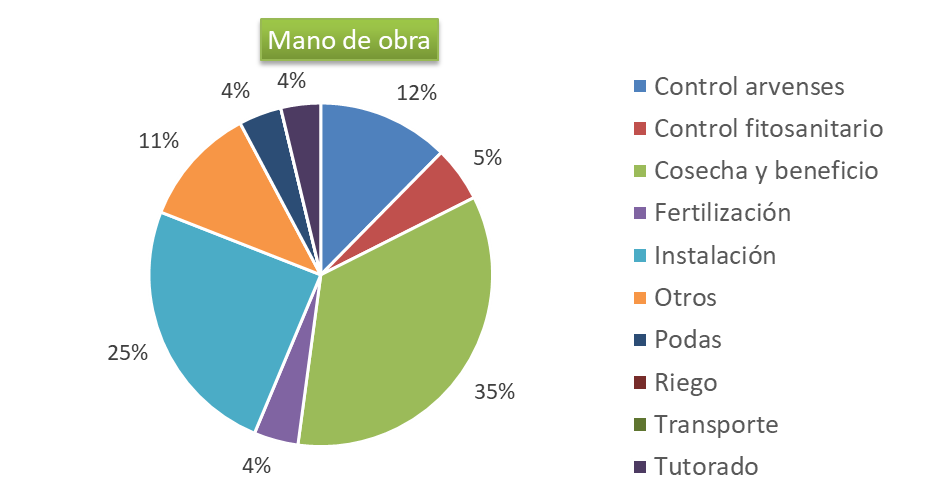 Mano de obra
4%
4%
12%
11%
5%
25%
35%
4%
Control arvenses
Control fitosanitario
Cosecha y beneficio
Fertilización
Instalación
Otros
Podas
Riego
Transporte
Tutorado